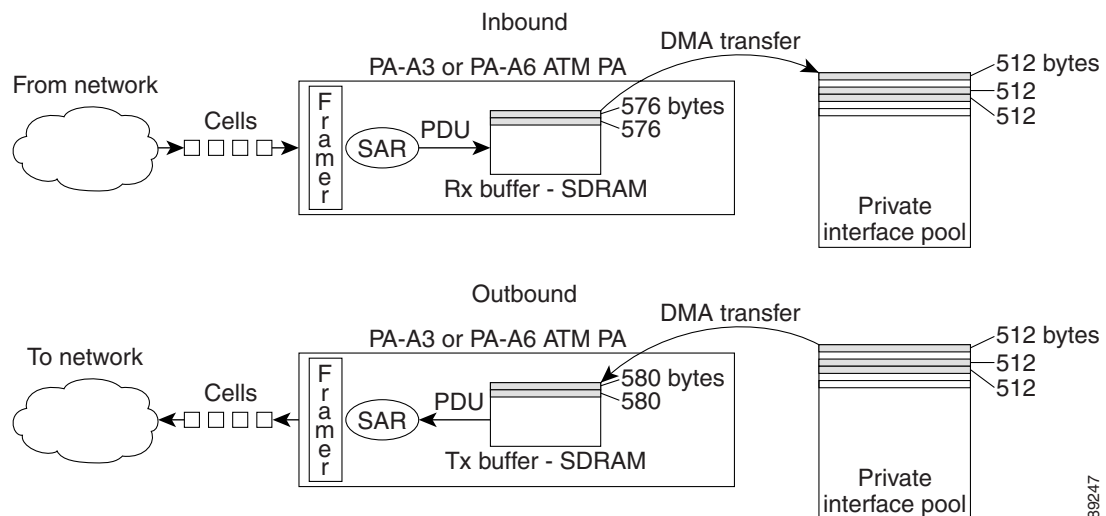 Inbound
DMA transfer
PA-A3 or PA-A6 ATM PA
From network
Cells
Framer
SAR
PDU
576 bytes
576
Rx buffer - SDRAM
512 bytes
512
512
Private
interface pool
Outbound
DMA transfer
PA-A3 or PA-A6 ATM PA
To network
Cells
Framer
SAR
PDU
580 bytes
580
Tx buffer - SDRAM
512 bytes
512
512
Private
interface pool